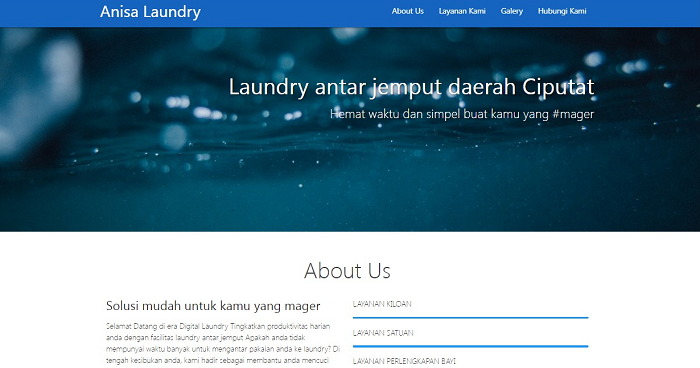 Anisa Laundry
About Us
Layanan Kami
Galery
Hubungi Kami
Laundry antar jemput daerah Ciputat
Hemat waktu dan simpel buat kamu yang #mager
About Us
Solusi mudah untuk kamu yang mager
Selamat Datang di era Digital Laundry Tingkatkan produktivitas harian
anda dengan fasilitas laundry antar jemput Apakah anda tidak
mempunyai waktu banyak untuk mengantar pakaian anda ke laundry? Di
tengah kesibukan anda, kami hadir sebagai membantu anda mencuci
LAYANAN KILOAN
LAYANAN SATUAN
LAYANAN PERLENGKAPAN BAYI